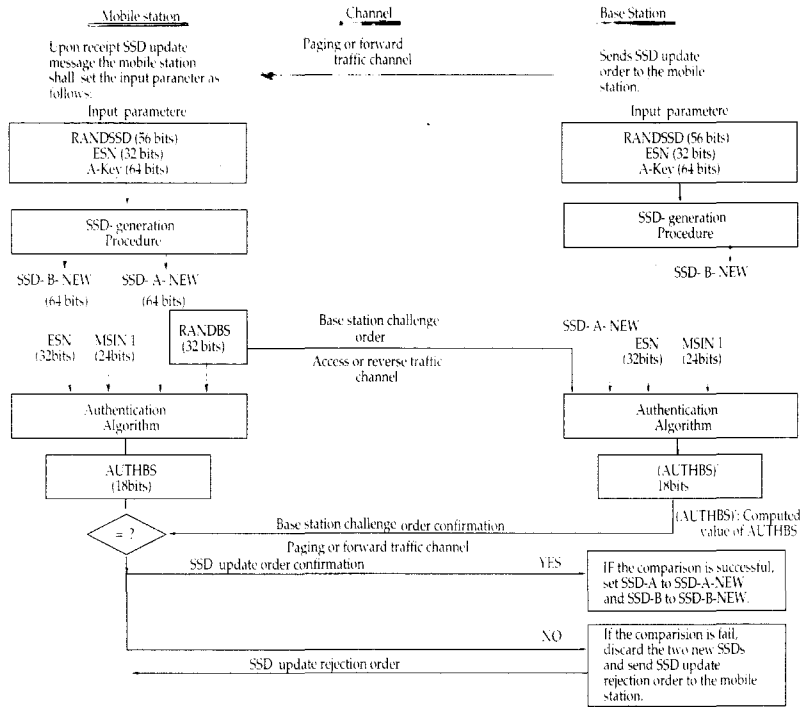 Mobile station
Channel
Base Station
Upon receipt SSD update
message the mobile station
shall set the input paraneter as
follows:
Paging or forward
traffic channel
Sends SSD update
order to the mobile
station.
Input parametere
Input parametere
RANDSSD (56 bits)
ESN (32 bits)
A-Key (64 bits)
RANDSSD (56 bits)
ESN (32 bits)
A-Key (64 bits)
SSD- generation
Procedure
SSD- generation
Procedure
SSD- B- NEW
(64 bits)
SSD- A- NEW
(64 bits)
SSD- B- NEW
RANDBS
(32 bits)
Base station challenge
order
Access or reverse traffic
channel
SSD- A- NEW
ESN
(32bits)
MSIN 1
(24bits)
ESN
(32bits)
MSIN 1
(24bits)
Authentication
Algorithm
Authentication
Algorithm
AUTHBS
(18bits)
(AUTHBS)'
18bits
= ?
Base station challenge order confirmation
(AUTHBS)': Computed
value of AUTHBS
Paging or forward traffic channel
SSD update order confirmation
YES
IF the comparison is successful,
set SSD-A to SSD-A-NEW
and SSD-B to SSD-B-NEW.
NO
If the comparision is fail,
discard the two new SSDs
and send SSD update
rejection order to the mobile
station.
SSD update rejection order